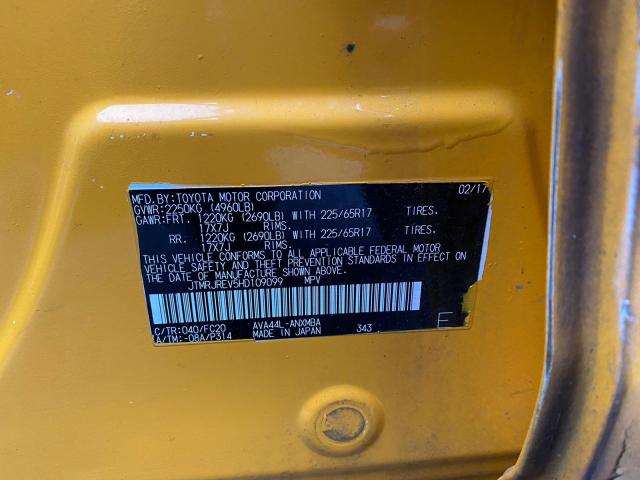 MFD.BY:TOYOTA MOTOR CORPORATION 02/17
GVWR:2250KG (4960LB)
GAWR:FRT. 1220KG (2690LB) WITH 225/65R17 TIRES.
17X7J RIMS.
RR. 1220KG (2690LB) WITH 225/65R17 TIRES.
17X7J RIMS.
THIS VEHICLE CONFORMS TO ALL APPLICABLE FEDERAL MOTOR
VEHICLE SAFETY AND THEFT PREVENTION STANDARDS IN EFFECT
ON THE DATE OF MANUFACTURE SHOWN ABOVE.
JTMRJREV5HD109099 MPV
C/TR:040/FC20 AVA44L-ANXMBA 343 E
A/TM:-08A/P314 MADE IN JAPAN